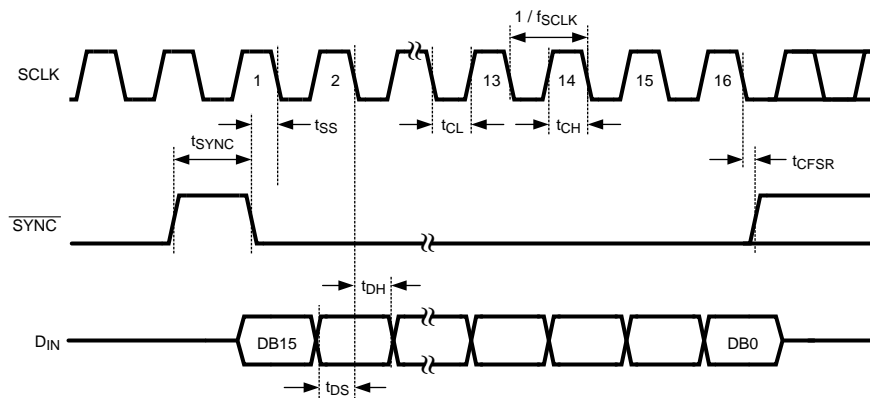 1 / fSCLK
SCLK
1
2
13
14
15
16
tSS
tCL
tCH
tSYNC
tCFSR
SYNC
tDH
DIN
DB15
DB0
tDS